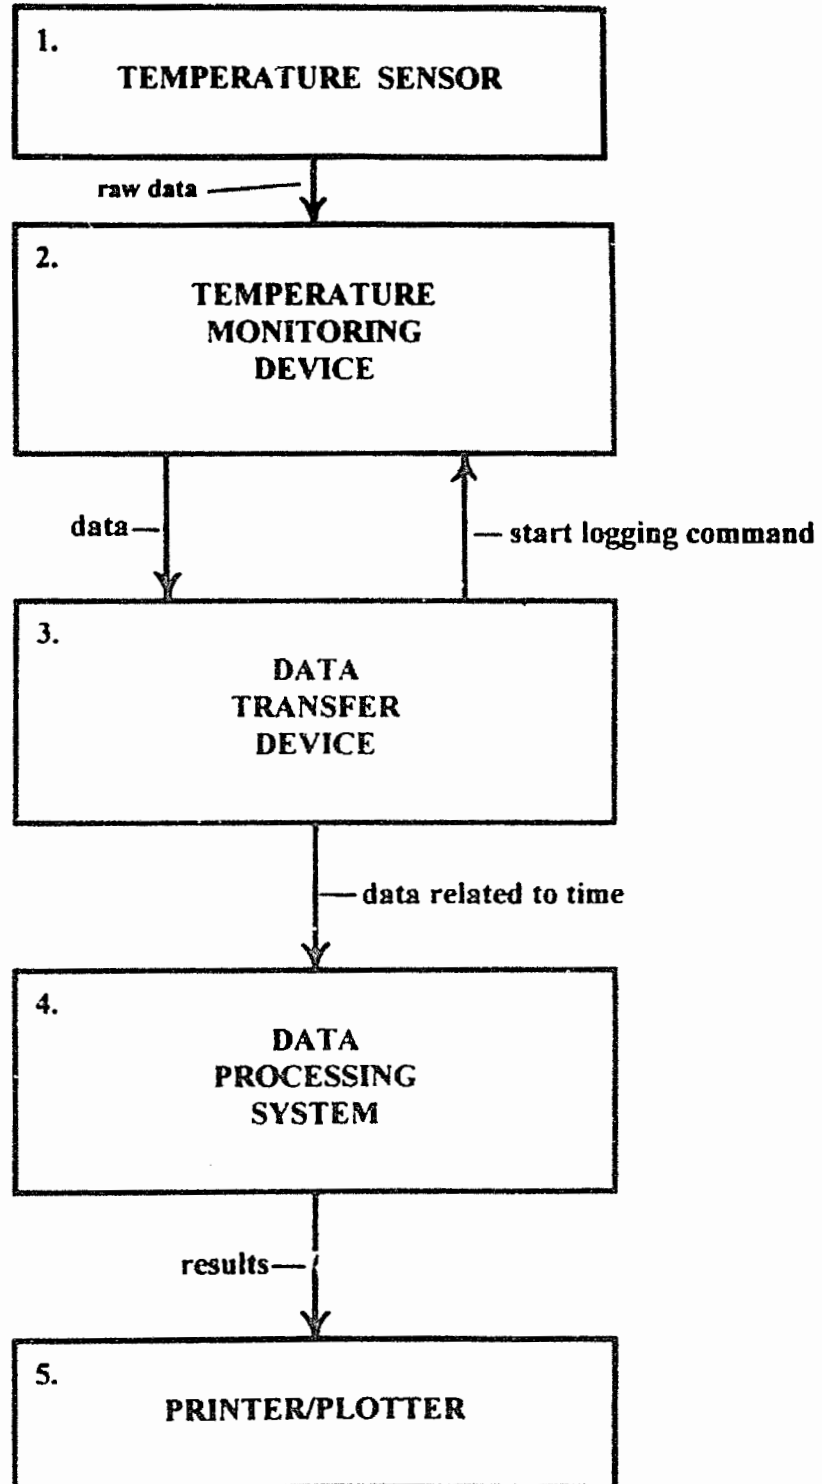 1.
TEMPERATURE SENSOR
raw data
2.
TEMPERATURE
MONITORING
DEVICE
data
start logging command
3.
DATA
TRANSFER
DEVICE
data related to time
4.
DATA
PROCESSING
SYSTEM
results
5.
PRINTER/PLOTTER